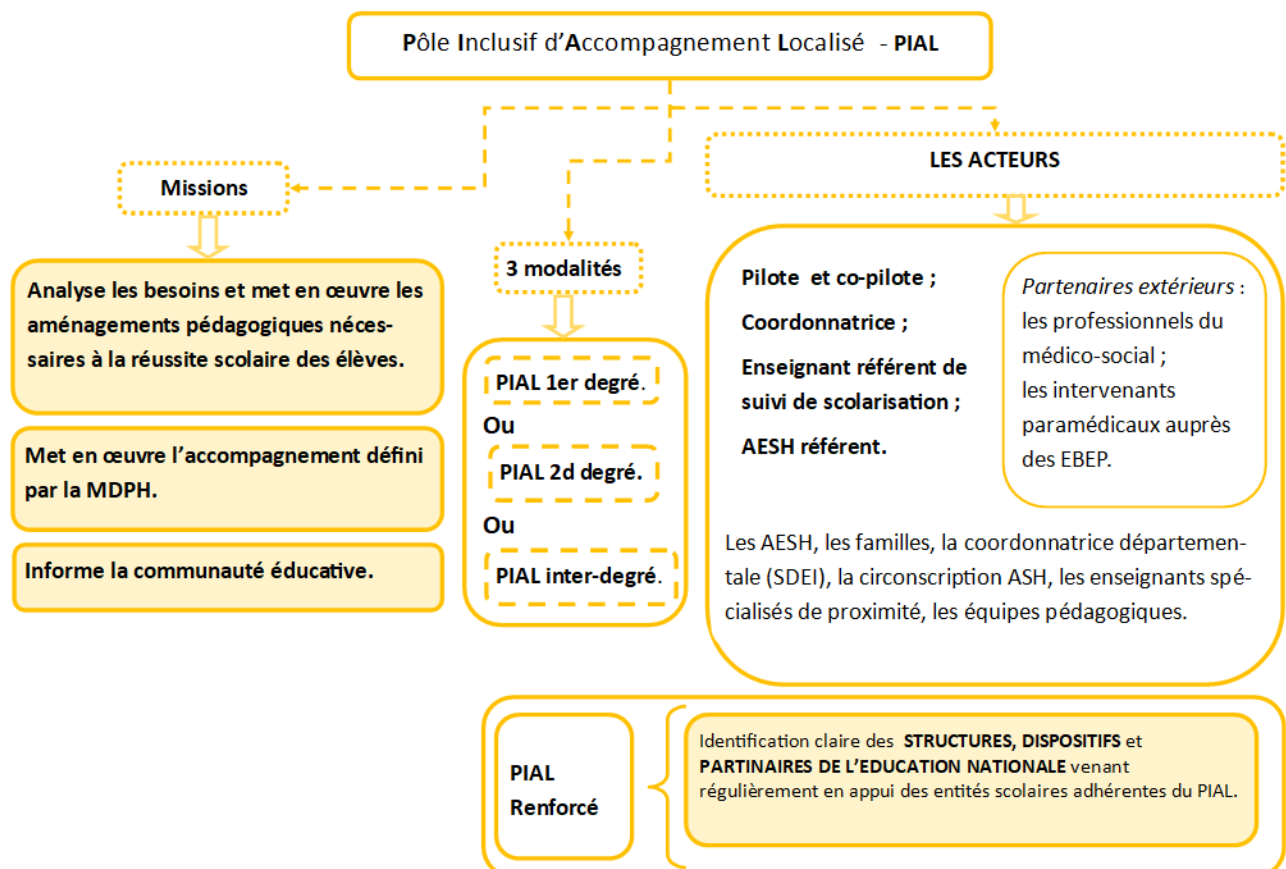 Pôle Inclusif d’Accompagnement Localisé - PIAL
Missions
Analyse les besoins et met en œuvre les
aménagements pédagogiques néces-
saires à la réussite scolaire des élèves.
Met en œuvre l’accompagnement défini
par la MDPH.
Informe la communauté éducative.
3 modalités
PIAL 1er degré.
Ou
PIAL 2d degré.
Ou
PIAL inter-degré.
LES ACTEURS
Pilote et co-pilote ;
Coordonnatrice ;
Enseignant référent de
suivi de scolarisation ;
AESH référent.
Partenaires extérieurs :
les professionnels du
médico-social ;
les intervenants
paramédicaux auprès
des EBEP.
Les AESH, les familles, la coordonnatrice départemen-
tale (SDEI), la circonscription ASH, les enseignants spé-
cialisés de proximité, les équipes pédagogiques.
PIAL
Renforcé
Identification claire des STRUCTURES, DISPOSITIFS et
PARTINAIRES DE L’EDUCATION NATIONALE venant
régulièrement en appui des entités scolaires adhérentes du PIAL.